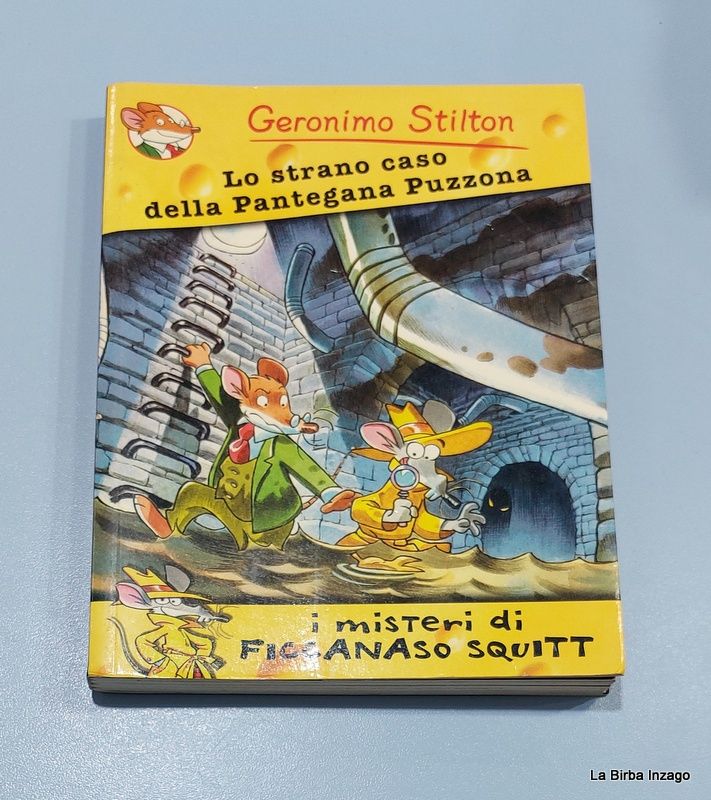 Geronimo Stilton
Lo strano caso
della Pantegana Puzzona
i misteri di
FICCANASO SQUITT
La Birba Inzago